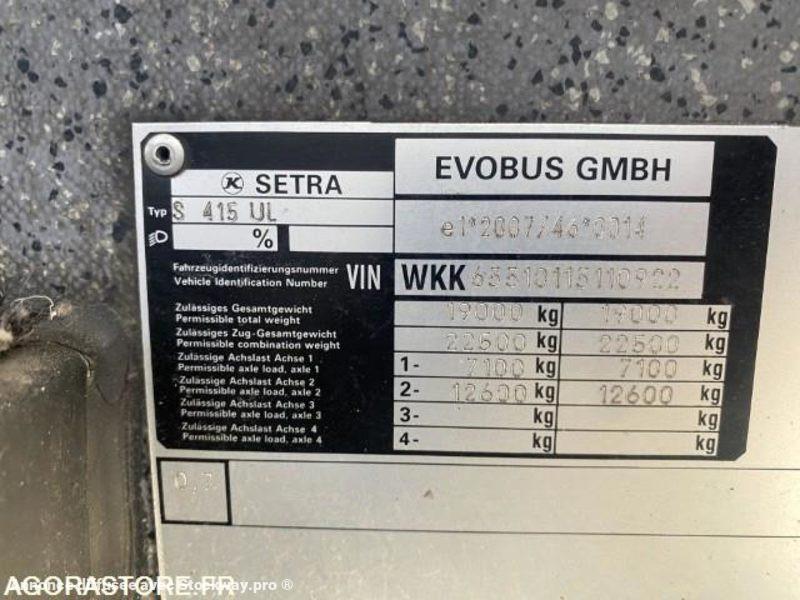 EVOBUS GMBH
SETRA
Typ S 415 UL
e1*2007/46*0014
%
Fahrzeugidentifizierungsnummer
Vehicle Identification Number
VIN WKK
Zulässiges Gesamtgewicht
Permissible total weight
19000 kg 19000 kg
Zulässiges Zug-Gesamtgewicht
Permissible combination weight
22500 kg 22500 kg
Zulässige Achslast Achse 1
Permissible axle load, axle 1
1- 7100 kg 7100 kg
Zulässige Achslast Achse 2
Permissible axle load, axle 2
2- 12600 kg 12600 kg
Zulässige Achslast Achse 3
Permissible axle load, axle 3
3- kg kg
Zulässige Achslast Achse 4
Permissible axle load, axle 4
4- kg kg
AGORASTORE.FR